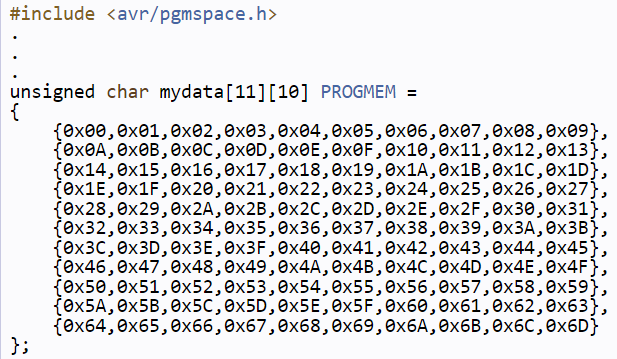 #include <avr/pgmspace.h>
.
.
.
unsigned char mydata[11][10] PROGMEM =
{
    {0x00,0x01,0x02,0x03,0x04,0x05,0x06,0x07,0x08,0x09},
    {0x0A,0x0B,0x0C,0x0D,0x0E,0x0F,0x10,0x11,0x12,0x13},
    {0x14,0x15,0x16,0x17,0x18,0x19,0x1A,0x1B,0x1C,0x1D},
    {0x1E,0x1F,0x20,0x21,0x22,0x23,0x24,0x25,0x26,0x27},
    {0x28,0x29,0x2A,0x2B,0x2C,0x2D,0x2E,0x2F,0x30,0x31},
    {0x32,0x33,0x34,0x35,0x36,0x37,0x38,0x39,0x3A,0x3B},
    {0x3C,0x3D,0x3E,0x3F,0x40,0x41,0x42,0x43,0x44,0x45},
    {0x46,0x47,0x48,0x49,0x4A,0x4B,0x4C,0x4D,0x4E,0x4F},
    {0x50,0x51,0x52,0x53,0x54,0x55,0x56,0x57,0x58,0x59},
    {0x5A,0x5B,0x5C,0x5D,0x5E,0x5F,0x60,0x61,0x62,0x63},
    {0x64,0x65,0x66,0x67,0x68,0x69,0x6A,0x6B,0x6C,0x6D}
};